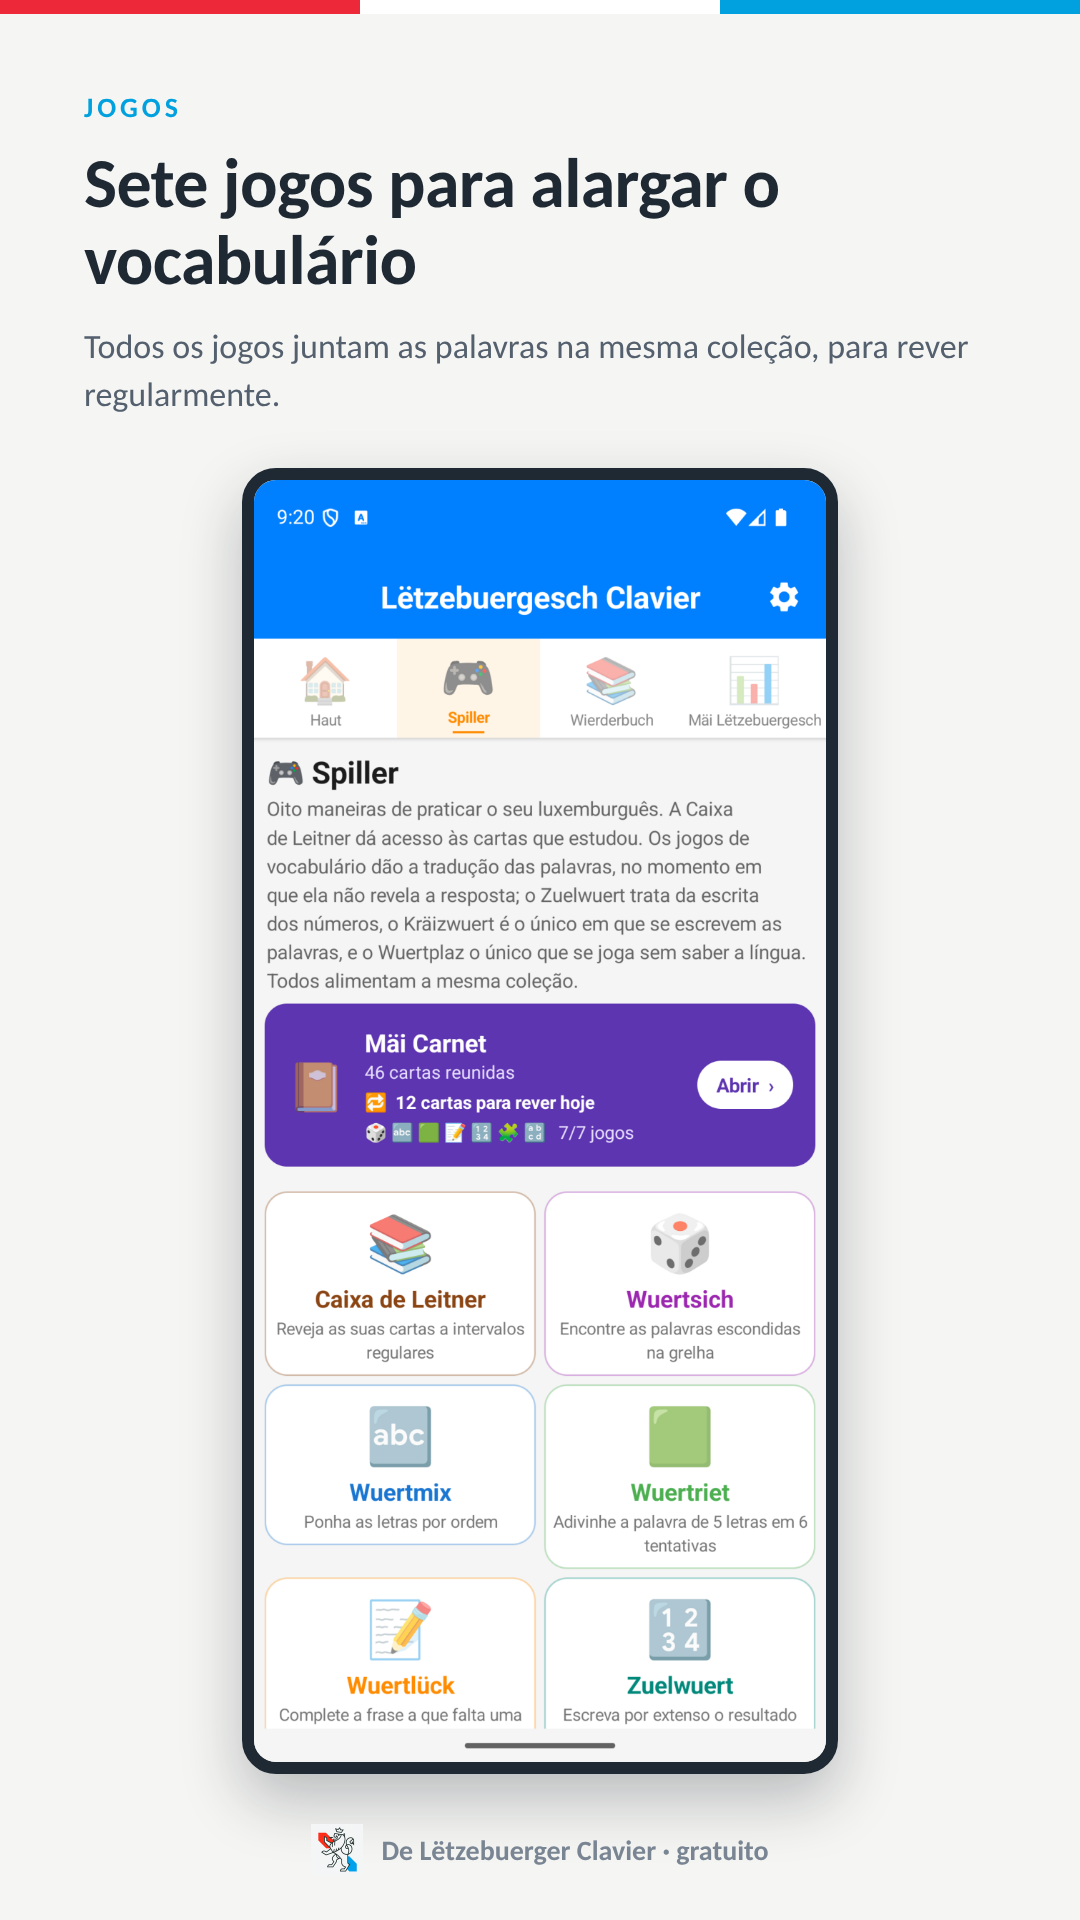 JOGOS
Sete jogos para alargar o
vocabulário
Todos os jogos juntam as palavras na mesma coleção, para rever
regularmente.
9:20
Lëtzebuergesch Clavier
Haut
Spiller
Wierderbuch
Mäi Lëtzebuergesch
🎮 Spiller
Oito maneiras de praticar o seu luxemburguês. A Caixa
de Leitner dá acesso às cartas que estudou. Os jogos de
vocabulário dão a tradução das palavras, no momento em
que ela não revela a resposta; o Zuelwuert trata da escrita
dos números, o Kräizwuert é o único em que se escrevem as
palavras, e o Wuertplaz o único que se joga sem saber a língua.
Todos alimentam a mesma coleção.
Mäi Carnet
46 cartas reunidas
🔁 12 cartas para rever hoje
🎲 🔤 🟩 📝 🔢 🧩 🔡 7/7 jogos
Abrir ›
Caixa de Leitner
Reveja as suas cartas a intervalos
regulares
Wuertsich
Encontre as palavras escondidas
na grelha
abc
Wuertmix
Ponha as letras por ordem
Wuertriet
Adivinhe a palavra de 5 letras em 6
tentativas
Wuertlück
Complete a frase a que falta uma
1 2
3 4
Zuelwuert
Escreva por extenso o resultado
De Lëtzebuerger Clavier · gratuito